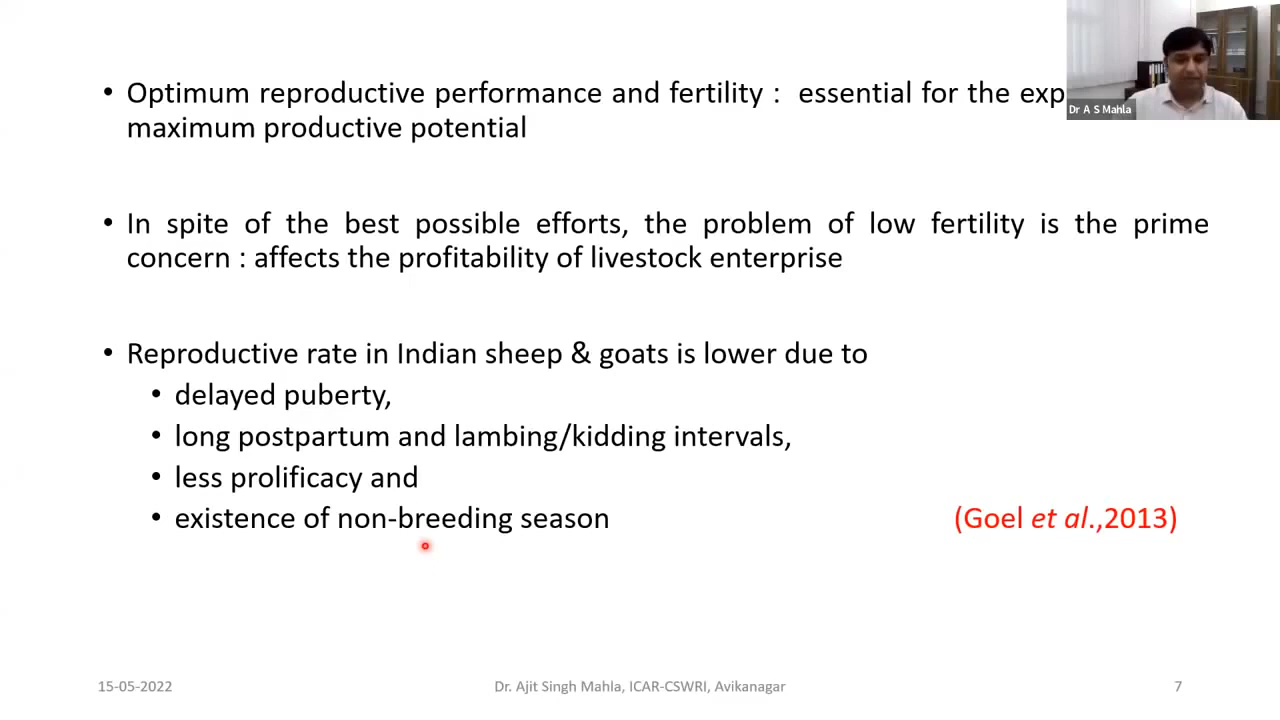 • Optimum reproductive performance and fertility : essential for the exp
maximum productive potential
Dr A S Mahla
• In spite of the best possible efforts, the problem of low fertility is the prime
concern : affects the profitability of livestock enterprise
• Reproductive rate in Indian sheep & goats is lower due to
• delayed puberty,
• long postpartum and lambing/kidding intervals,
• less prolificacy and
• existence of non-breeding season (Goel et al.,2013)
15-05-2022 Dr. Ajit Singh Mahla, ICAR-CSWRI, Avikanagar 7